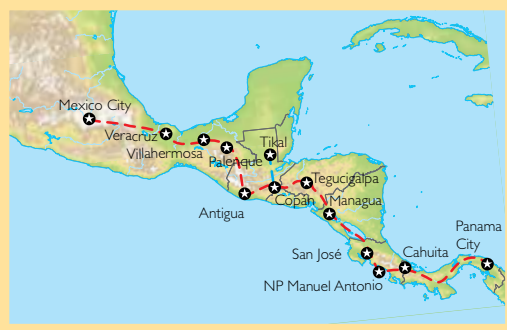 Mexico City
Veracruz
Villahermosa
Palenque
Tikal
Tegucigalpa
Antigua
Copán
Managua
Panama
City
San José
Cahuita
NP Manuel Antonio